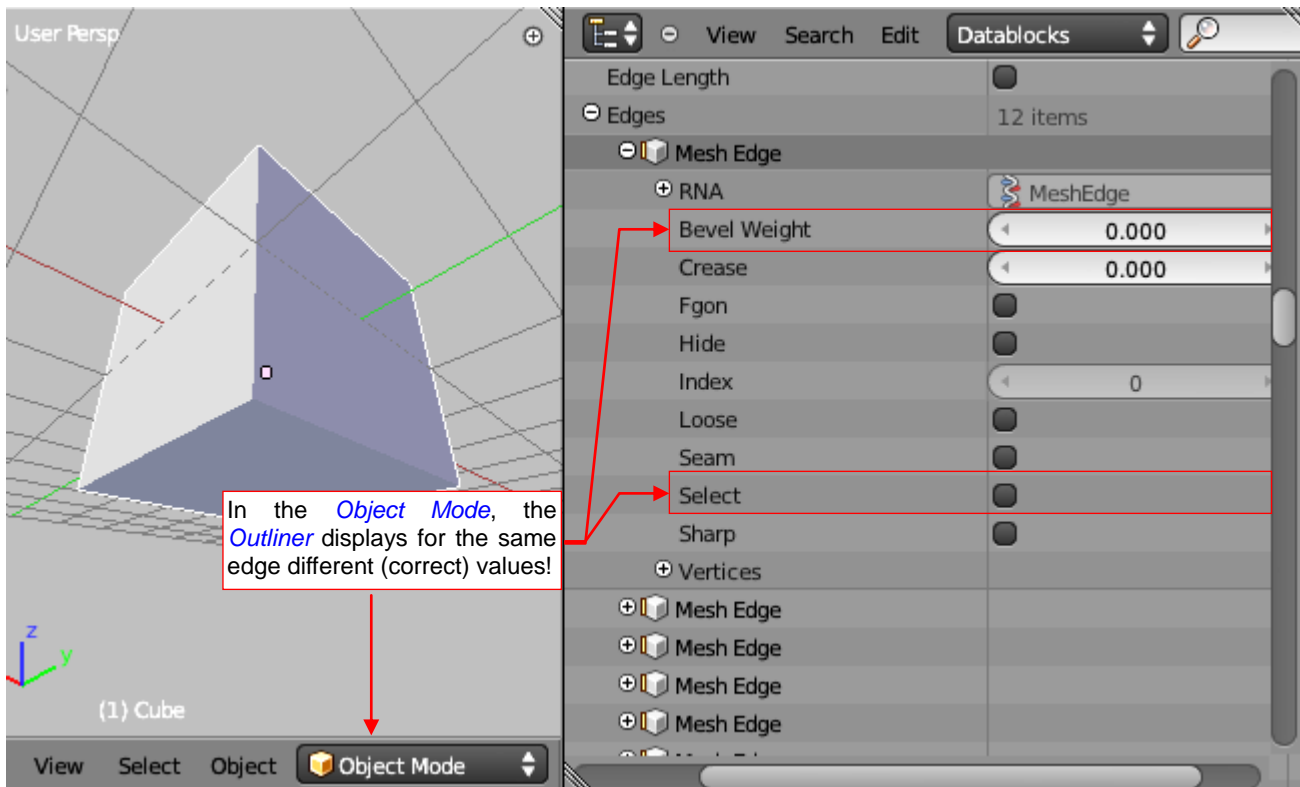 User Persp
View Search Edit Datablocks
Edge Length
Edges 12 items
Mesh Edge
RNA MeshEdge
Bevel Weight 0.000
Crease 0.000
Fgon
Hide
Index 0
Loose
Seam
Select
Sharp
Vertices
Mesh Edge
Mesh Edge
Mesh Edge
Mesh Edge
In the Object Mode, the
Outliner displays for the same
edge different (correct) values!
z
y
(1) Cube
View Select Object Object Mode